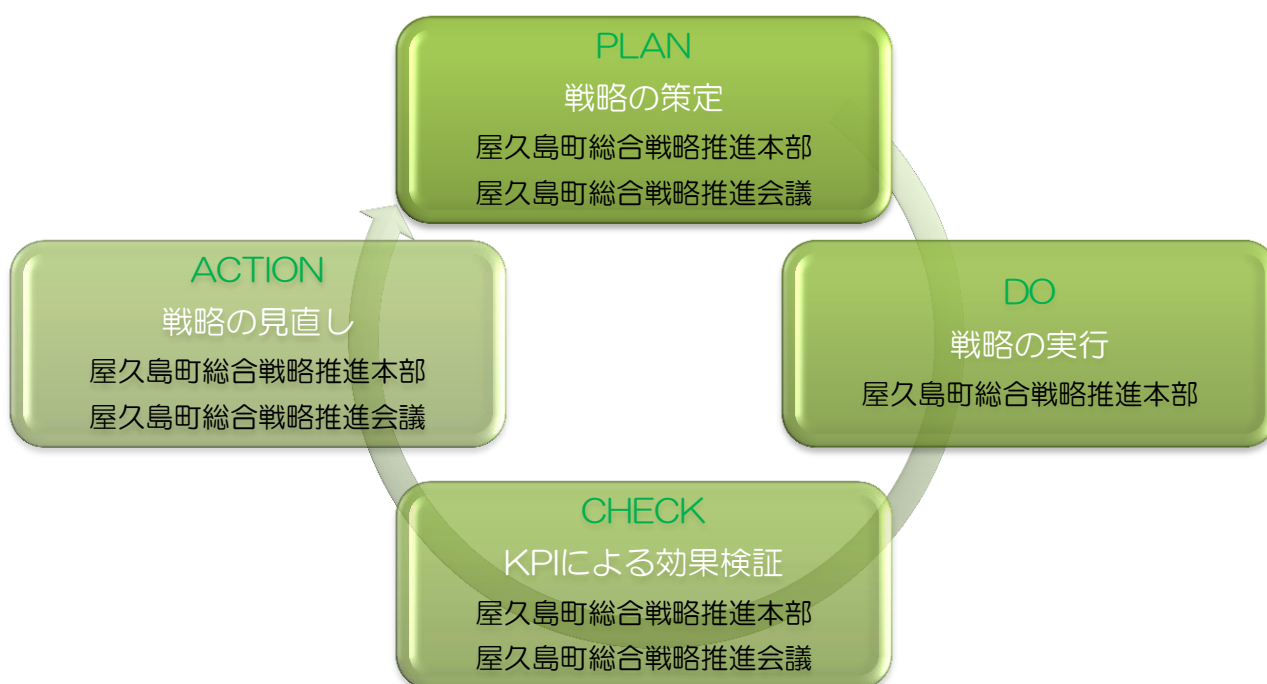 PLAN
戦略の策定
屋久島町総合戦略推進本部
屋久島町総合戦略推進会議
DO
戦略の実行
屋久島町総合戦略推進本部
CHECK
KPIによる効果検証
屋久島町総合戦略推進本部
屋久島町総合戦略推進会議
ACTION
戦略の見直し
屋久島町総合戦略推進本部
屋久島町総合戦略推進会議